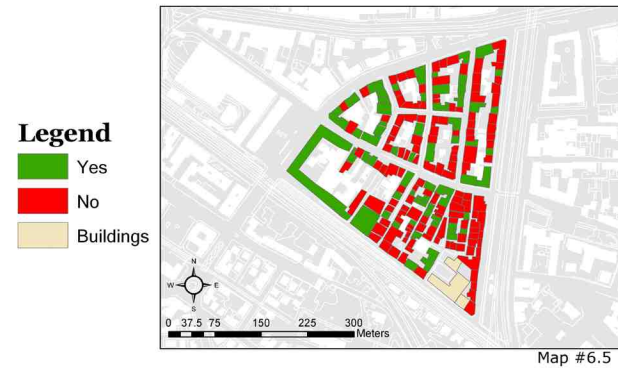 Legend
Yes
No
Buildings
N
W E
S
0 37.5 75 150 225 300
Meters
Map #6.5